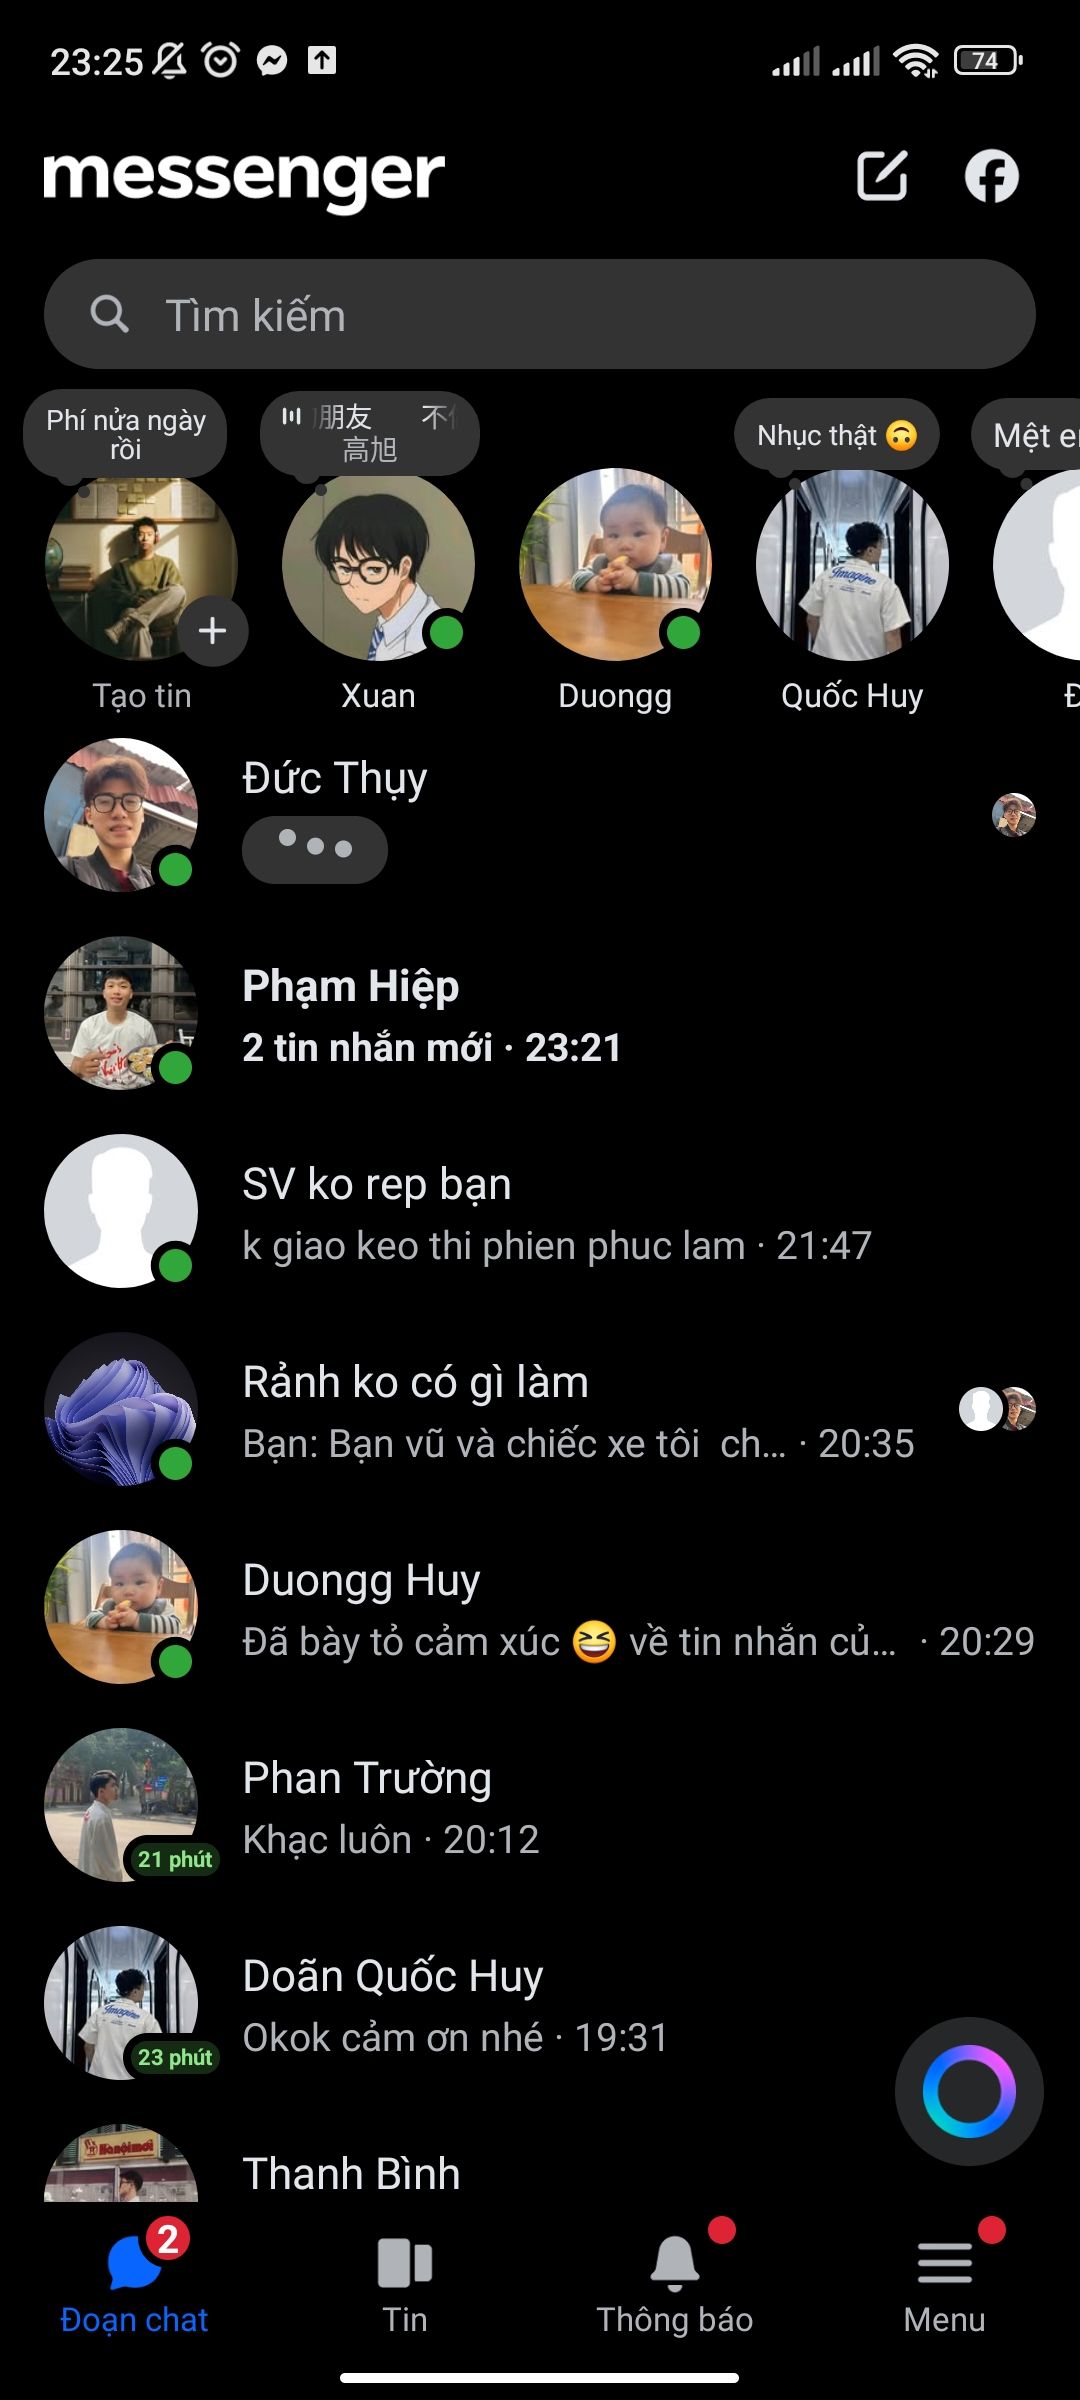 23:25
74
messenger
Tìm kiếm
Phí nửa ngày
rồi
朋友 不
高旭
Nhục thật 🙃
Mệt
Tạo tin
Xuan
Duongg
Quốc Huy
Đức Thụy
Phạm Hiệp
2 tin nhắn mới · 23:21
SV ko rep bạn
k giao keo thi phien phuc lam · 21:47
Rảnh ko có gì làm
Bạn: Bạn vũ và chiếc xe tôi ch... · 20:35
Duongg Huy
Đã bày tỏ cảm xúc 😆 về tin nhắn củ... · 20:29
Phan Trường
21 phút
Khạc luôn · 20:12
Doãn Quốc Huy
Imagine
23 phút
Okok cảm ơn nhé · 19:31
Hanoimoi
Thanh Bình
2
Đoạn chat
Tin
Thông báo
Menu